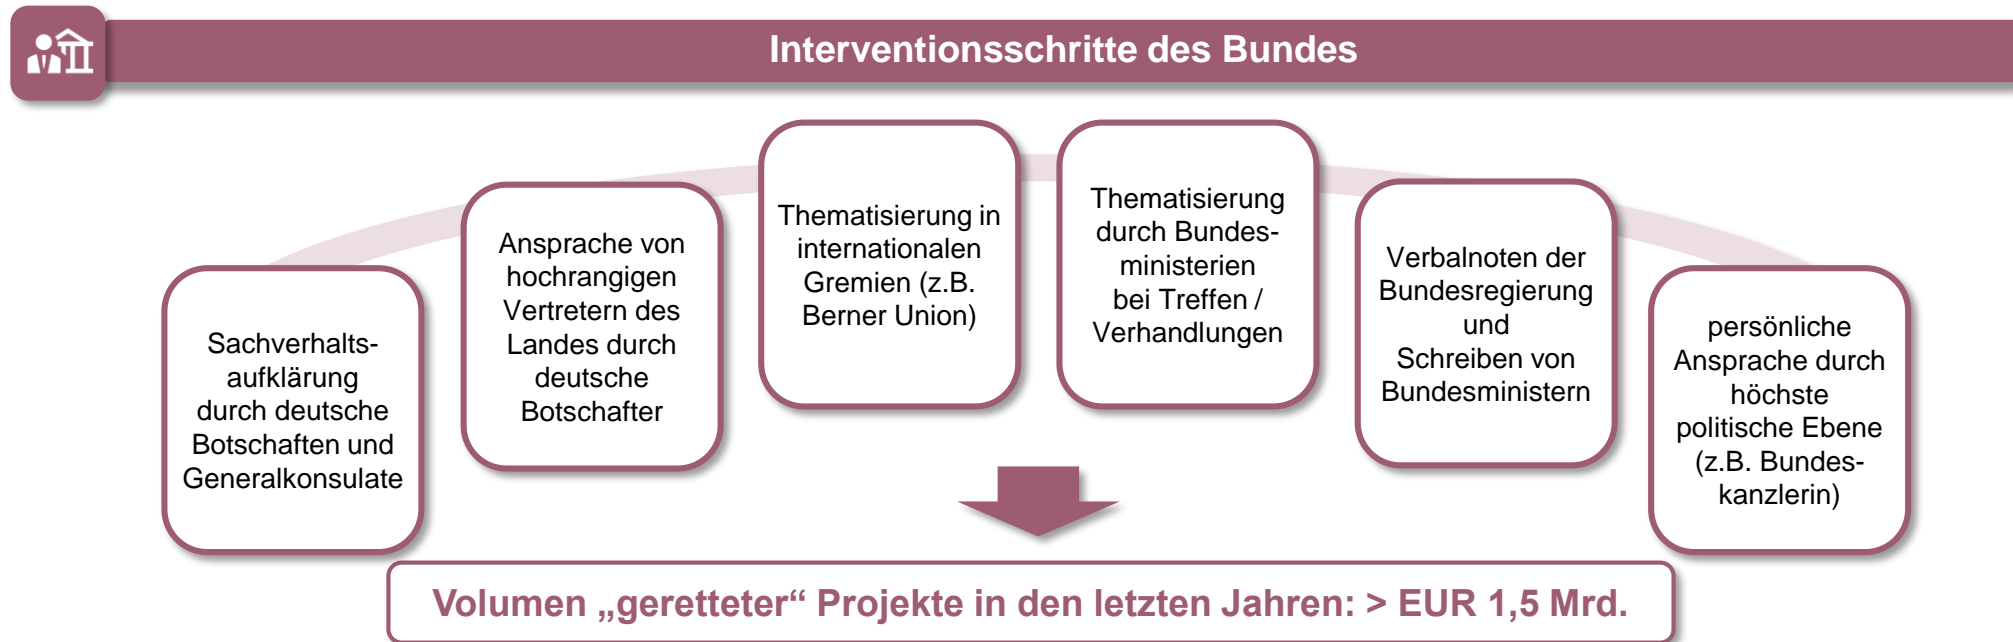 Interventionsschritte des Bundes
Sachverhalts-
aufklärung
durch deutsche
Botschaften und
Generalkonsulate
Ansprache von
hochrangigen
Vertretern des
Landes durch
deutsche
Botschafter
Thematisierung in
internationalen
Gremien (z.B.
Berner Union)
Thematisierung
durch Bundes-
ministerien
bei Treffen /
Verhandlungen
Verbalnoten der
Bundesregierung
und
Schreiben von
Bundesministern
persönliche
Ansprache durch
höchste
politische Ebene
(z.B. Bundes-
kanzlerin)
Volumen „geretteter“ Projekte in den letzten Jahren: > EUR 1,5 Mrd.